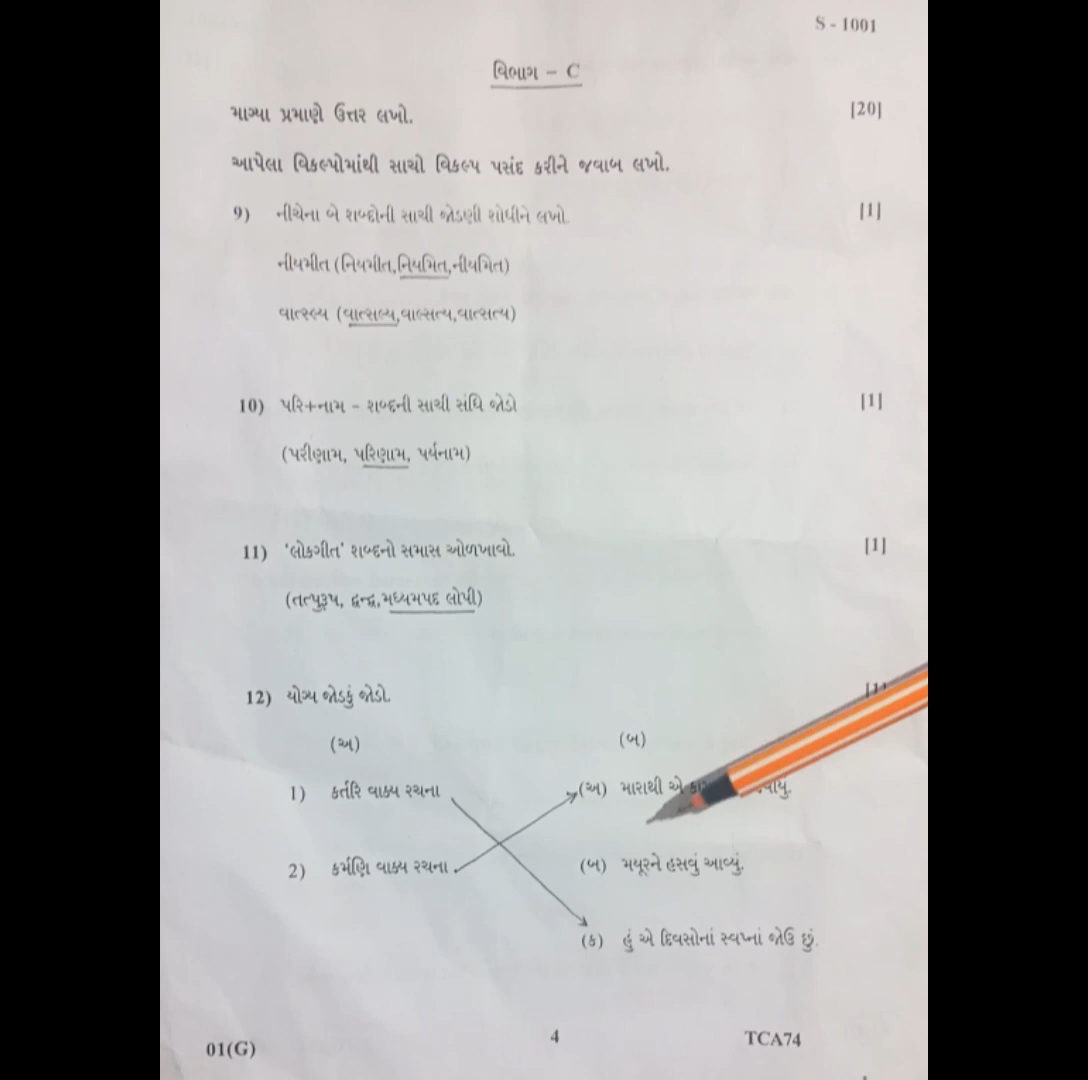 S - 1001
વિભાગ - C
માગ્યા પ્રમાણે ઉત્તર લખો. [20]
આપેલા વિકલ્પોમાંથી સાચો વિકલ્પ પસંદ કરીને જવાબ લખો.
9) નીચેના બે શબ્દોની સાચી જોડણી શોધીને લખો. [1]
નીયમીત (નિયમીત,નિયમિત,નીયમિત)
વાત્સ્લ્ય (વાત્સલ્ય,વાલ્સત્ય,વાત્સત્ય)
10) પરિ+નામ - શબ્દની સાચી સંધિ જોડો [1]
(પરીણામ, પરિણામ, પર્યનામ)
11) 'લોકગીત' શબ્દનો સમાસ ઓળખાવો. [1]
(તત્પુરૂષ, દ્વન્દ્વ,મધ્યમપદ લોપી)
12) યોગ્ય જોડકું જોડો.
(અ) (બ)
1) કર્તરિ વાક્ય રચના (અ) મારાથી એ
2) કર્મણિ વાક્ય રચના (બ) મયૂરને હસવું આવ્યું.
(ક) હું એ દિવસોનાં સ્વપ્નાં જોઉ છું.
01(G) 4 TCA74